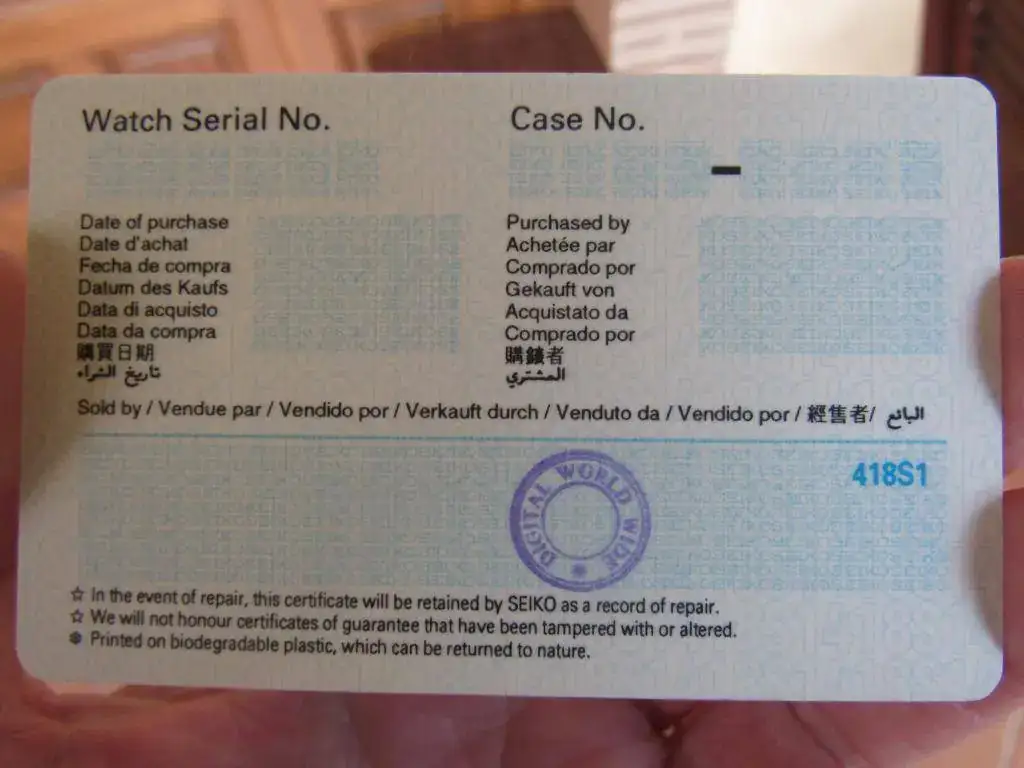 Watch Serial No.
Case No.
–
Date of purchase
Date d'achat
Fecha de compra
Datum des Kaufs
Data di acquisto
Data da compra
購買日期
تاريخ الشراء
Purchased by
Achetée par
Comprado por
Gekauft von
Acquistato da
Comprado por
購錶者
المشتري
Sold by / Vendue par / Vendido por / Verkauft durch / Venduto da / Vendido por / 經售者/ البائع
418S1
DIGITAL WORLD WIDE
☆ In the event of repair, this certificate will be retained by SEIKO as a record of repair.
☆ We will not honour certificates of guarantee that have been tampered with or altered.
❅ Printed on biodegradable plastic, which can be returned to nature.